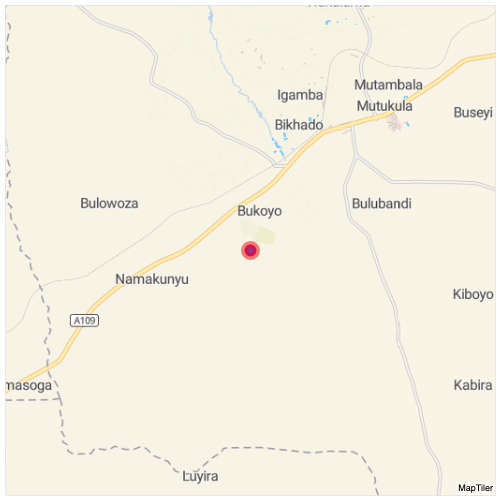 Igamba
Mutambala
Mutukula
Buseyi
Bikhado
Bulowoza
Bukoyo
Bulubandi
Namakunyu
Kiboyo
A109
masoga
Kabira
Luyira
MapTiler